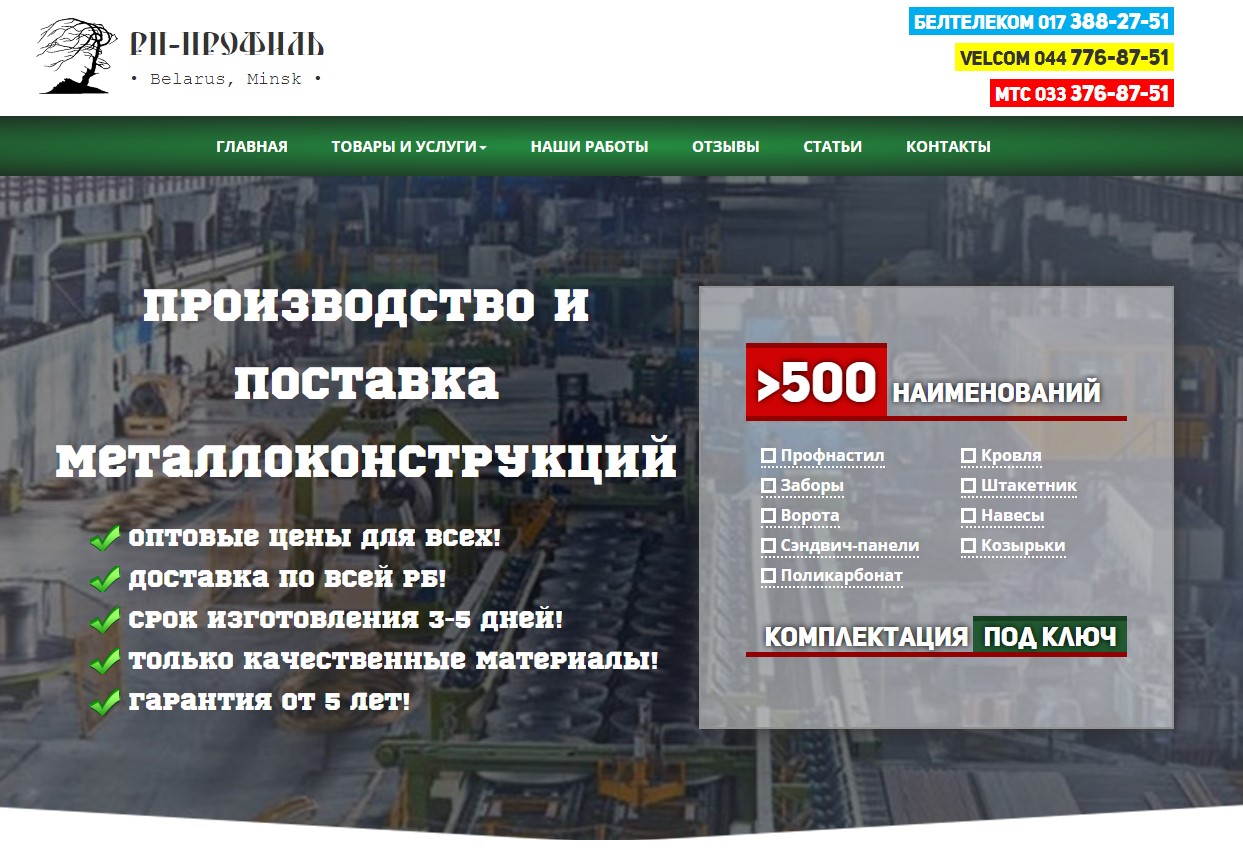 РП-ПРОФИЛЬ
• Belarus, Minsk •
БЕЛТЕЛЕКОМ 017 388-27-51
VELCOM 044 776-87-51
МТС 033 376-87-51
ГЛАВНАЯ ТОВАРЫ И УСЛУГИ НАШИ РАБОТЫ ОТЗЫВЫ СТАТЬИ КОНТАКТЫ
ПРОИЗВОДСТВО И
ПОСТАВКА
МЕТАЛЛОКОНСТРУКЦИЙ
ОПТОВЫЕ ЦЕНЫ ДЛЯ ВСЕХ!
ДОСТАВКА ПО ВСЕЙ РБ!
СРОК ИЗГОТОВЛЕНИЯ 3-5 ДНЕЙ!
ТОЛЬКО КАЧЕСТВЕННЫЕ МАТЕРИАЛЫ!
ГАРАНТИЯ ОТ 5 ЛЕТ!
>500 НАИМЕНОВАНИЙ
Профнастил
Заборы
Ворота
Сэндвич-панели
Поликарбонат
Кровля
Штакетник
Навесы
Козырьки
КОМПЛЕКТАЦИЯ ПОД КЛЮЧ